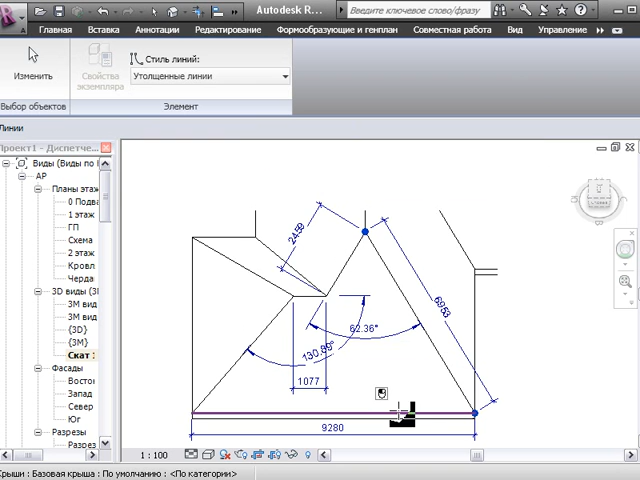 Autodesk R...
Введите ключевое слово/фразу
Главная Вставка Аннотации Редактирование Формообразующие и генплан Совместная работа Вид Управление
Изменить
Свойства экземпляра
Стиль линий:
Утолщенные линии
Выбор объектов
Элемент
Линии
Проект1 - Диспетче...
Виды (Виды по
АР
Планы этаж
0 Подва
1 этаж
ГП
Схема
2 этаж
Кровл
Черда
3D виды (3
3М вид
3М вид
{3D}
{3М}
Скат :
Фасады
Восто
Запад
Север
Юг
Разрезы
Разрез
2459
6953
62.36°
130.89°
1077
9280
1 : 100
Крыши : Базовая крыша : По умолчанию : <По категории>